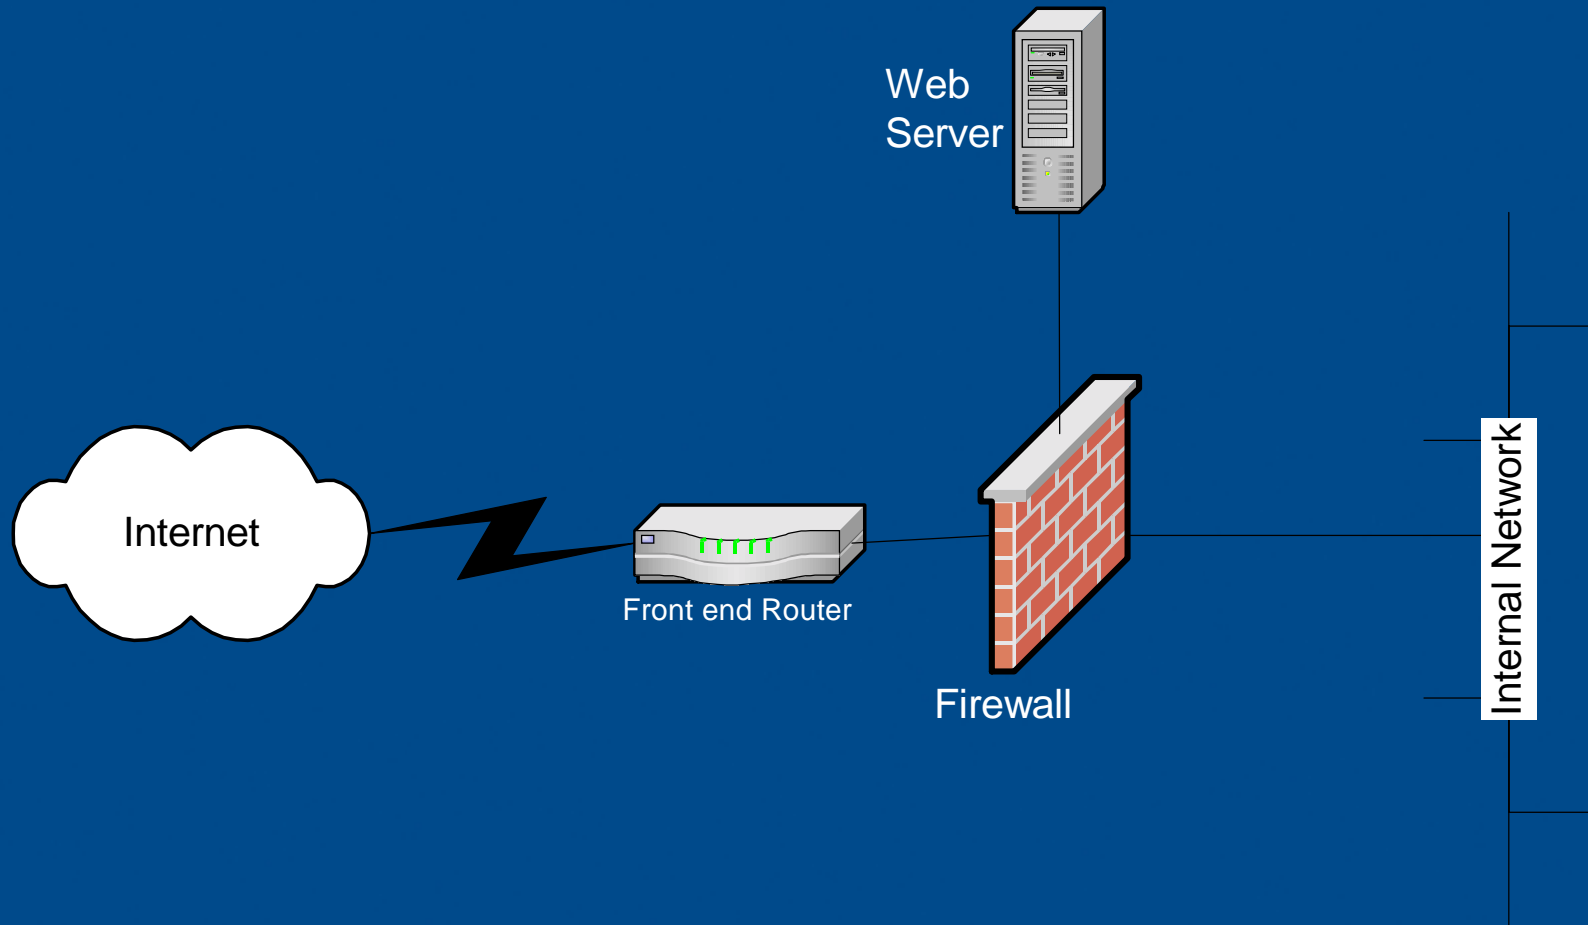 Web
Server
Internet
Front end Router
Firewall
Internal Network